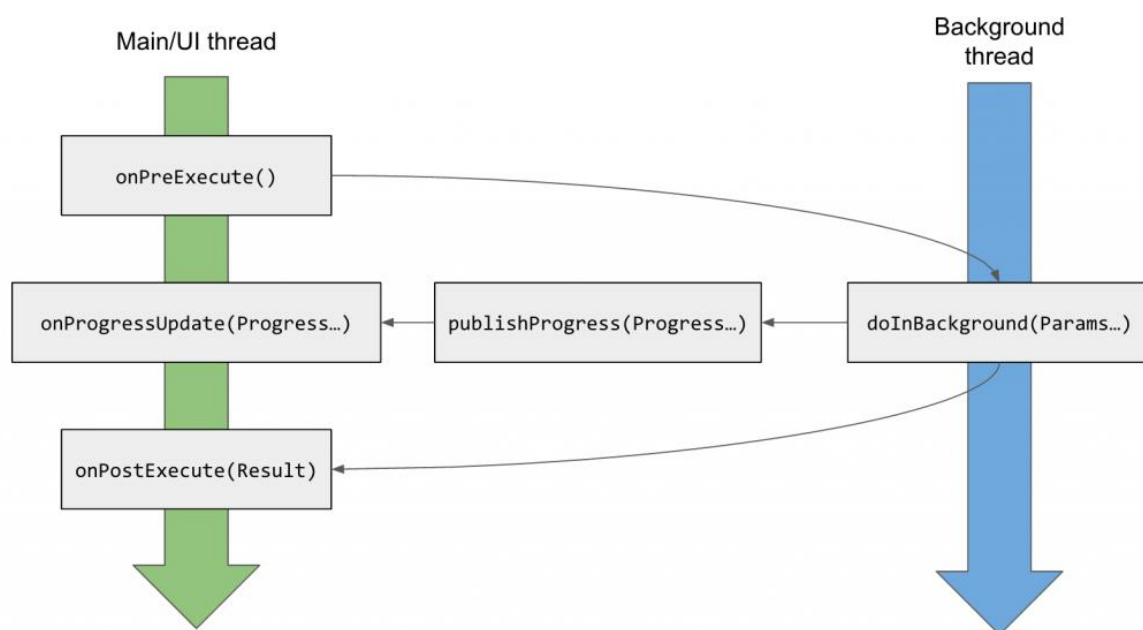 Main/UI thread
Background
thread
onPreExecute()
onProgressUpdate(Progress…)
publishProgress(Progress…)
doInBackground(Params…)
onPostExecute(Result)